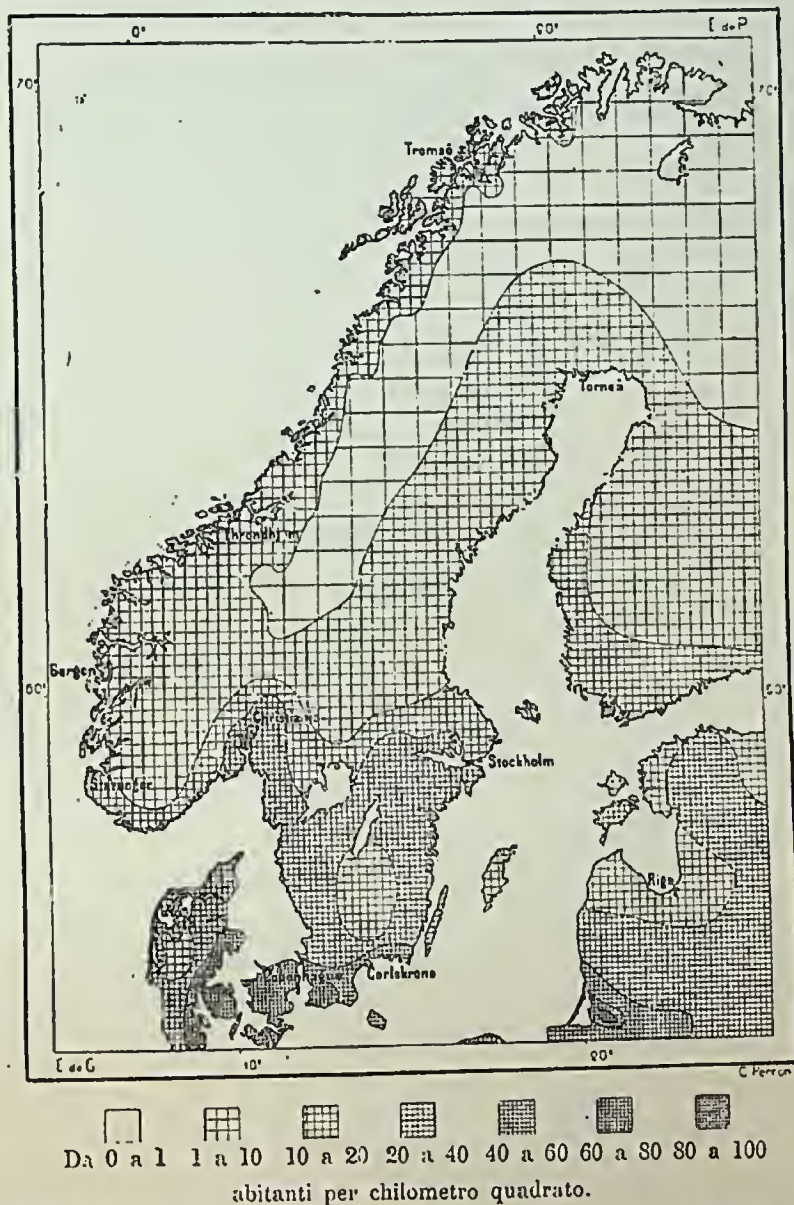 0° 20° E de P
70° 70°
Tromsö
Torneå
Throndhjem
Bergen
60° 60°
Christiania
Stockholm
Stavanger
Riga
Copenhague Carlskrona
E de G 10° 20°
C Perron
Da 0 a 1 1 a 10 10 a 20 20 a 40 40 a 60 60 a 80 80 a 100
abitanti per chilometro quadrato.